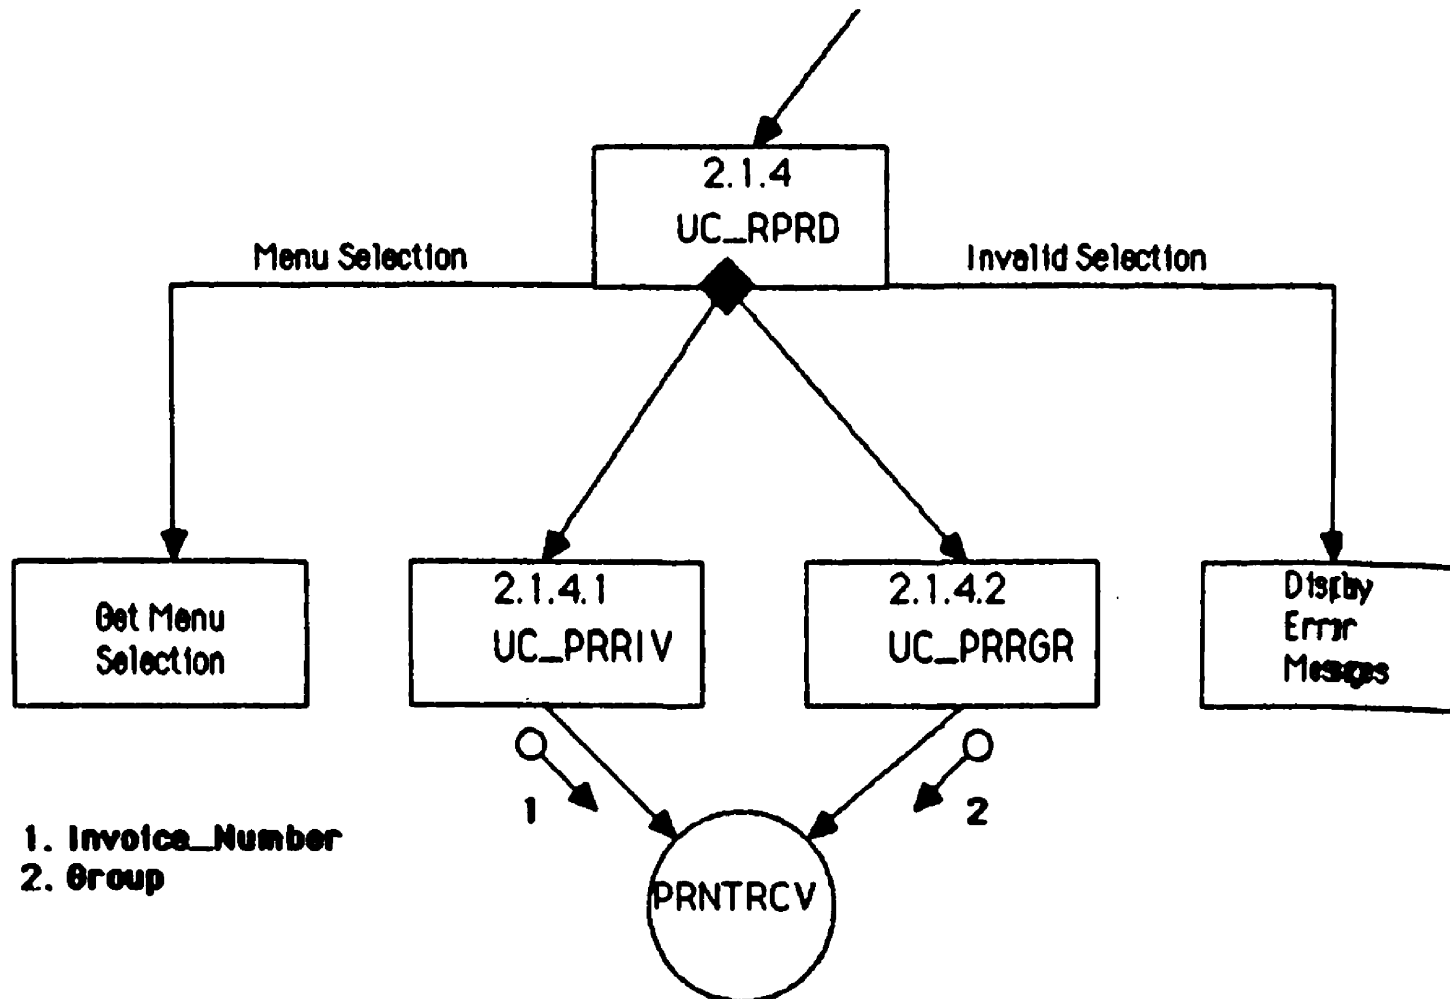 2.1.4
UC_RPRD
Menu Selection
Invalid Selection
Get Menu
Selection
2.1.4.1
UC_PRRIV
2.1.4.2
UC_PRRGR
Display
Error
Messages
1
2
1. Invoice_Number
2. Group
PRNTRCV